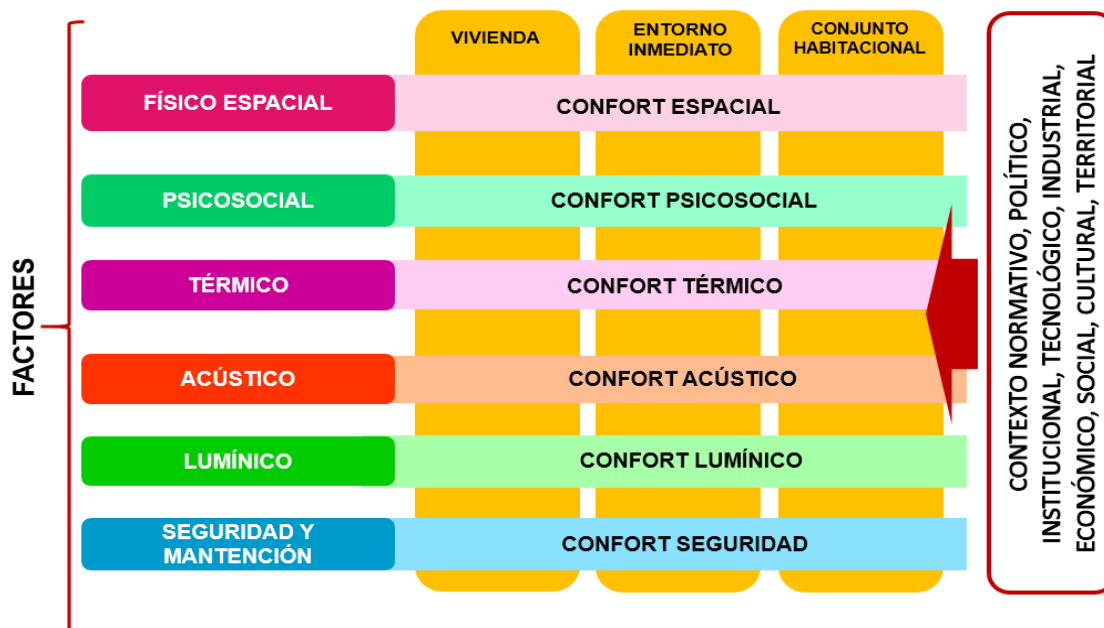 VIVIENDA
ENTORNO
INMEDIATO
CONJUNTO
HABITACIONAL
FACTORES
FÍSICO ESPACIAL
CONFORT ESPACIAL
PSICOSOCIAL
CONFORT PSICOSOCIAL
TÉRMICO
CONFORT TÉRMICO
ACÚSTICO
CONFORT ACÚSTICO
LUMÍNICO
CONFORT LUMÍNICO
SEGURIDAD Y
MANTENCIÓN
CONFORT SEGURIDAD
CONTEXTO NORMATIVO, POLÍTICO,
INSTITUCIONAL, TECNOLÓGICO, INDUSTRIAL,
ECONÓMICO, SOCIAL, CULTURAL, TERRITORIAL